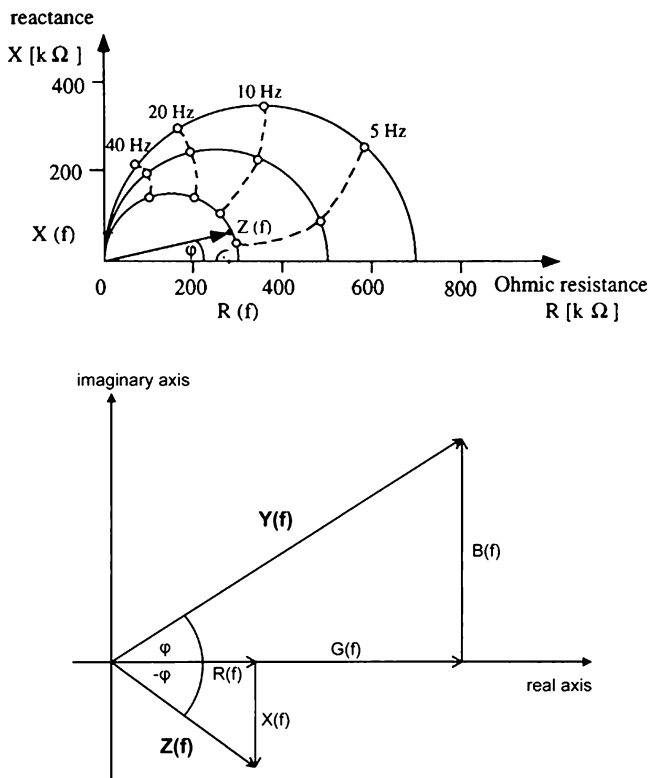 reactance
X [k Ω]
400
10 Hz
20 Hz
5 Hz
40 Hz
200
X (f)
Z (f)
φ
0 200 400 600 800 Ohmic resistance
R (f) R [k Ω]
imaginary axis
Y(f)
B(f)
φ
G(f)
R(f)
-φ
real axis
X(f)
Z(f)